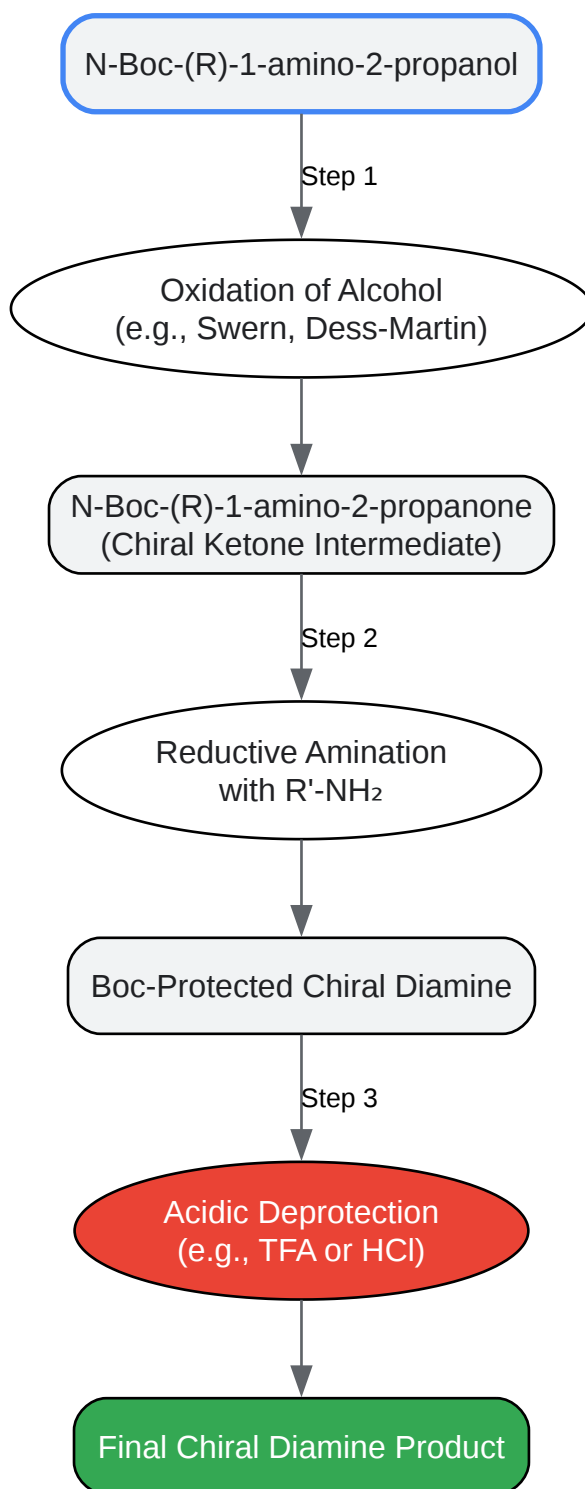 N-Boc-(R)-1-amino-2-propanol
Step 1
Oxidation of Alcohol
(e.g., Swern, Dess-Martin)
N-Boc-(R)-1-amino-2-propanone
(Chiral Ketone Intermediate)
Step 2
Reductive Amination
with R'-NH₂
Boc-Protected Chiral Diamine
Step 3
Acidic Deprotection
(e.g., TFA or HCl)
Final Chiral Diamine Product